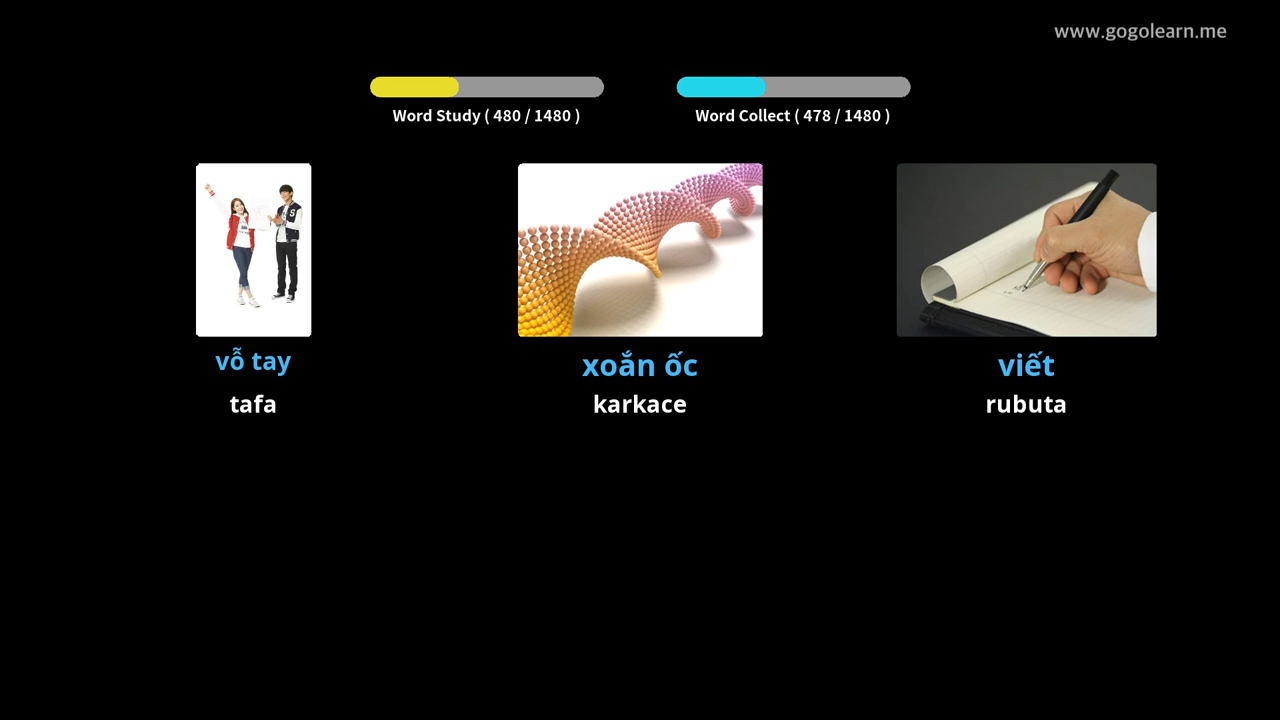 www.gogolearn.me
Word Study ( 480 / 1480 )
Word Collect ( 478 / 1480 )
vỗ tay
tafa
xoắn ốc
karkace
viết
rubuta